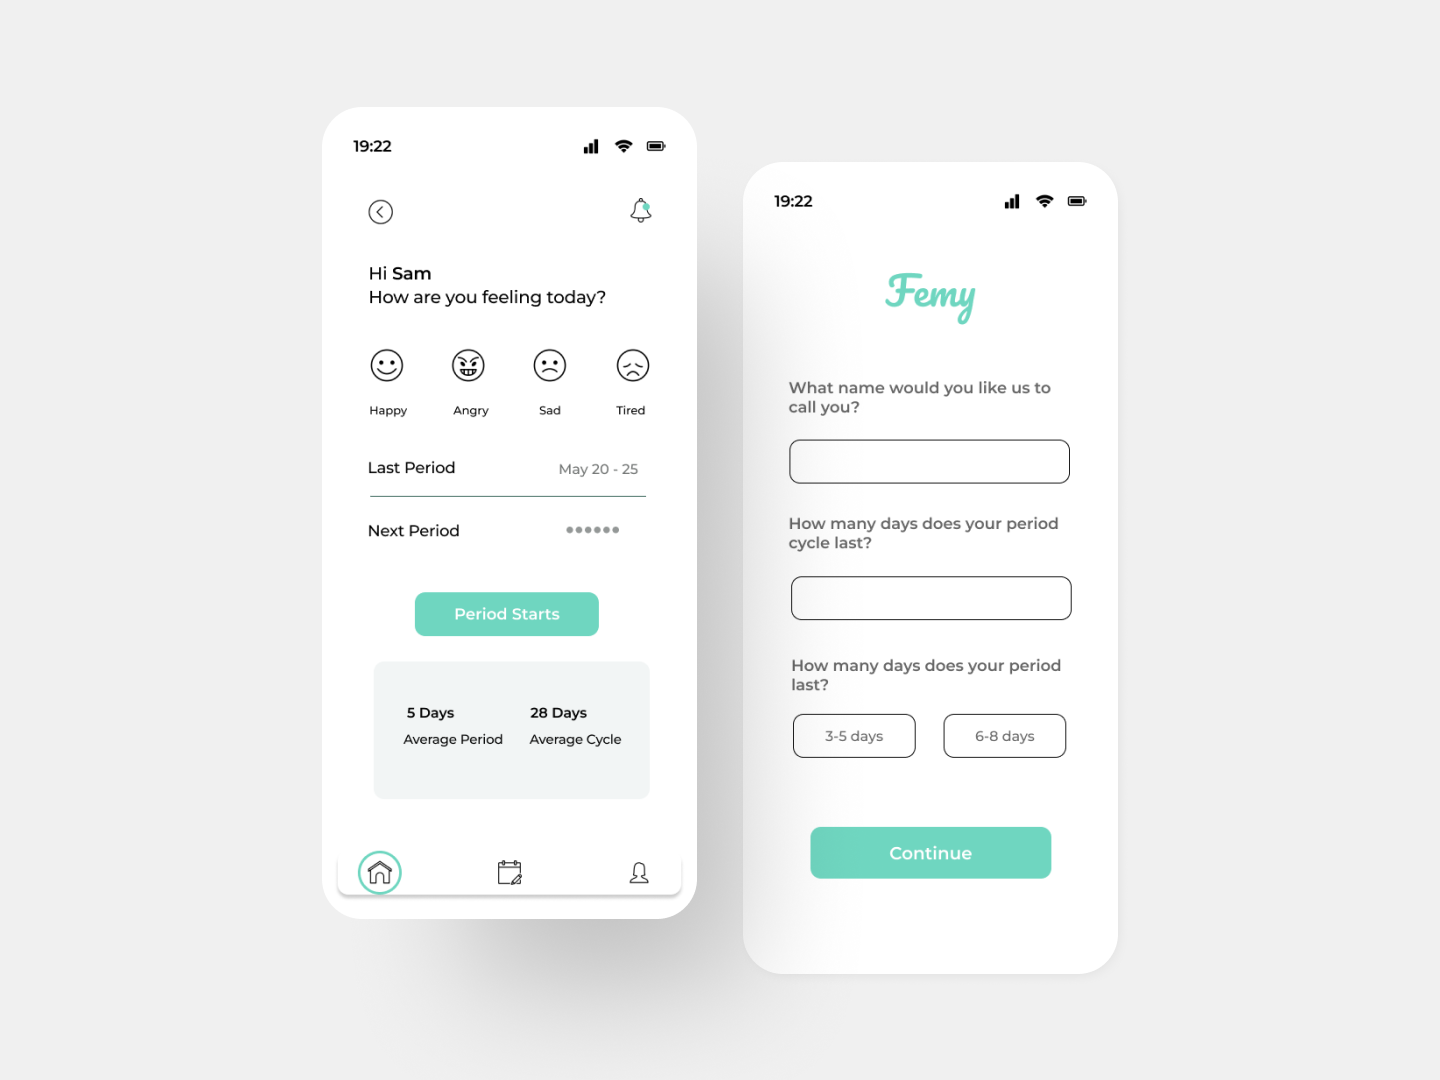 19:22
Hi Sam
How are you feeling today?
Happy Angry Sad Tired
Last Period May 20 - 25
Next Period
Period Starts
5 Days 28 Days
Average Period Average Cycle
19:22
Femy
What name would you like us to
call you?
How many days does your period
cycle last?
How many days does your period
last?
3-5 days 6-8 days
Continue